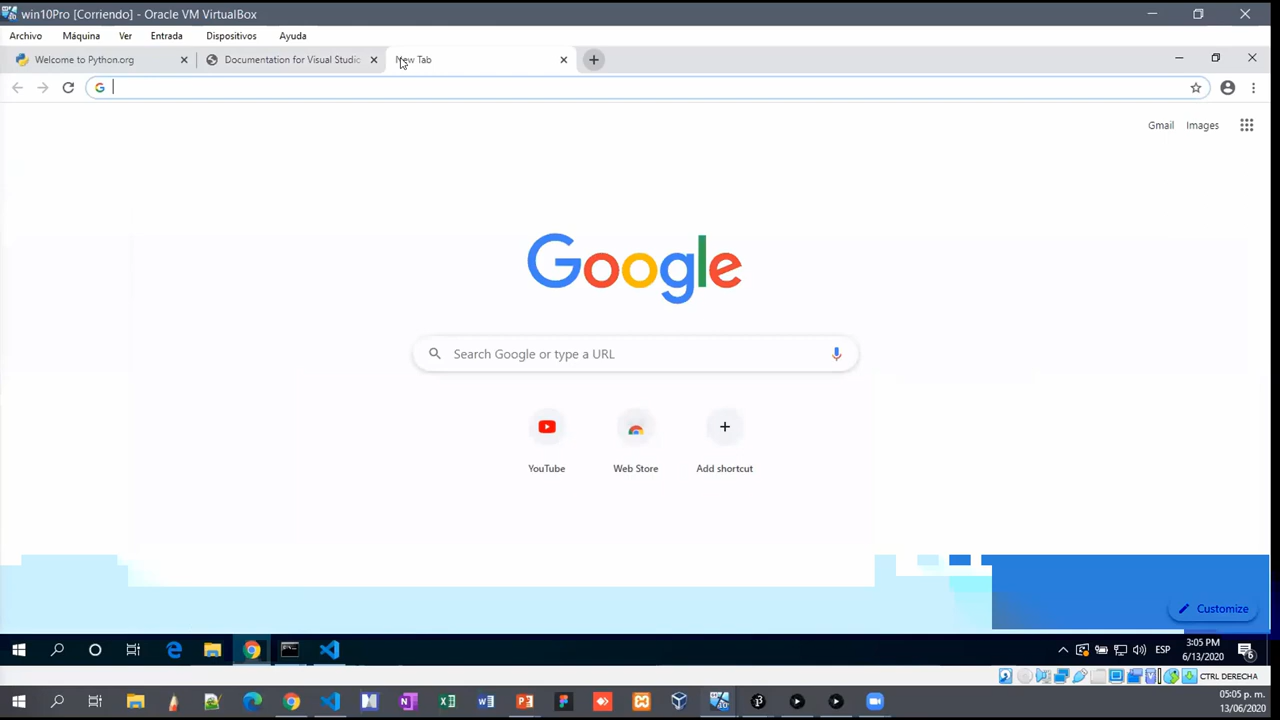 win10Pro [Corriendo] - Oracle VM VirtualBox
Archivo Máquina Ver Entrada Dispositivos Ayuda
Welcome to Python.org
Documentation for Visual Studio
New Tab
Gmail Images
Google
Search Google or type a URL
YouTube Web Store Add shortcut
Customize
ESP
3:05 PM
6/13/2020
6
CTRL DERECHA
05:05 p. m.
13/06/2020